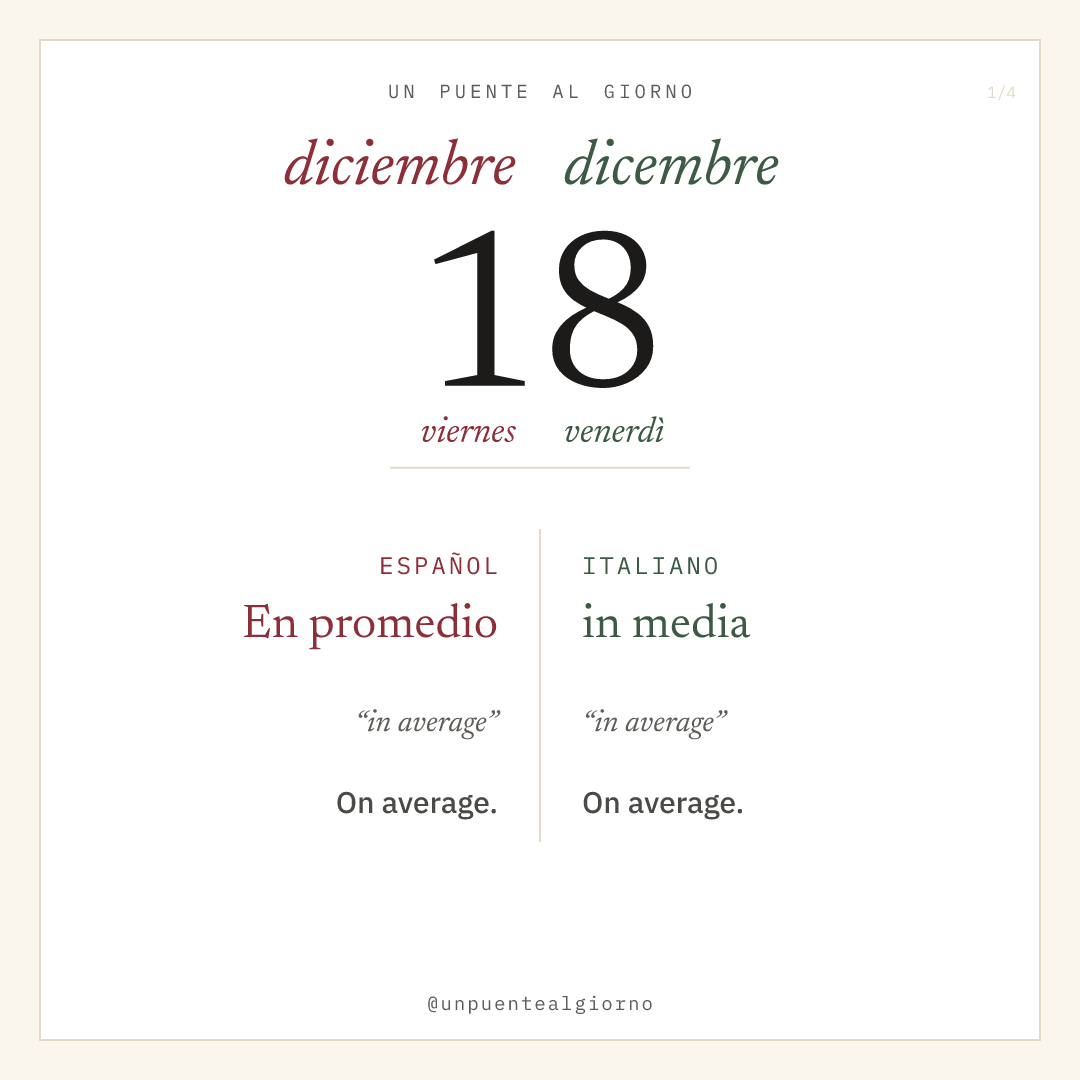 UN PUENTE AL GIORNO
1/4
diciembre dicembre
18
viernes venerdì
ESPAÑOL
En promedio
“in average”
On average.
ITALIANO
in media
“in average”
On average.
@unpuentealgiorno